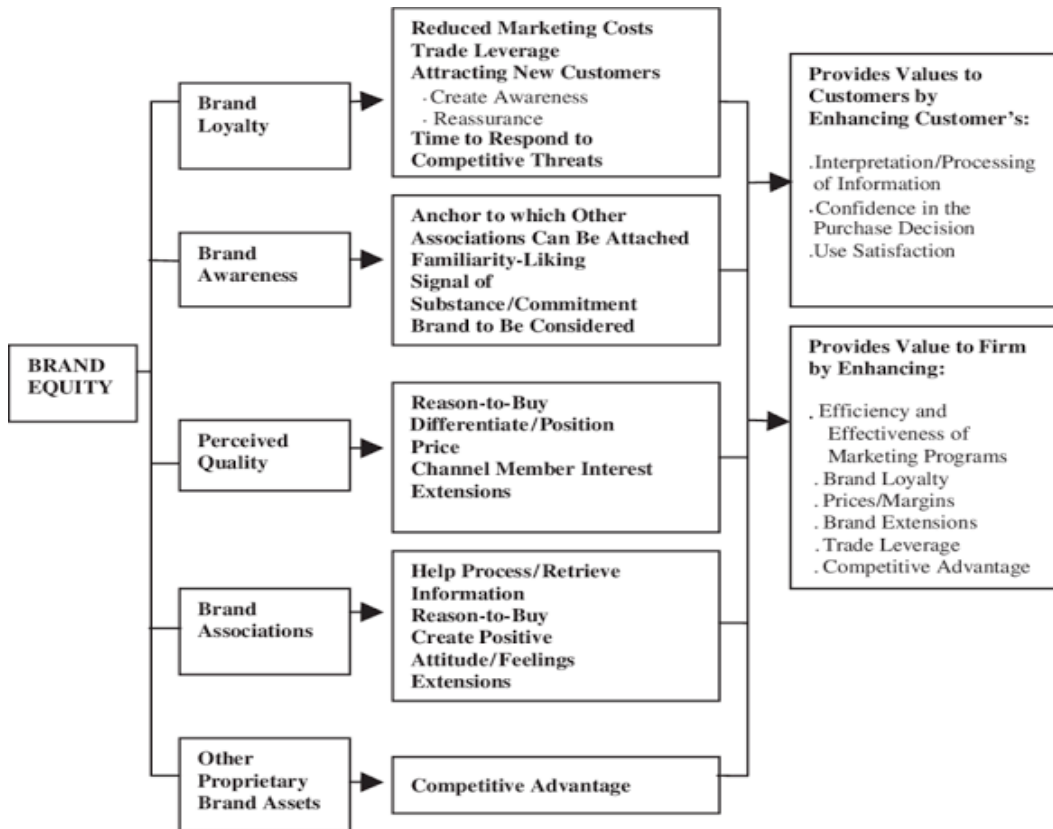 BRAND
EQUITY
Brand
Loyalty
Reduced Marketing Costs
Trade Leverage
Attracting New Customers
· Create Awareness
· Reassurance
Time to Respond to
Competitive Threats
Brand
Awareness
Anchor to which Other
Associations Can Be Attached
Familiarity-Liking
Signal of
Substance/Commitment
Brand to Be Considered
Perceived
Quality
Reason-to-Buy
Differentiate/Position
Price
Channel Member Interest
Extensions
Brand
Associations
Help Process/Retrieve
Information
Reason-to-Buy
Create Positive
Attitude/Feelings
Extensions
Other
Proprietary
Brand Assets
Competitive Advantage
Provides Values to
Customers by
Enhancing Customer's:
. Interpretation/Processing
of Information
. Confidence in the
Purchase Decision
. Use Satisfaction
Provides Value to Firm
by Enhancing:
. Efficiency and
Effectiveness of
Marketing Programs
. Brand Loyalty
. Prices/Margins
. Brand Extensions
. Trade Leverage
. Competitive Advantage